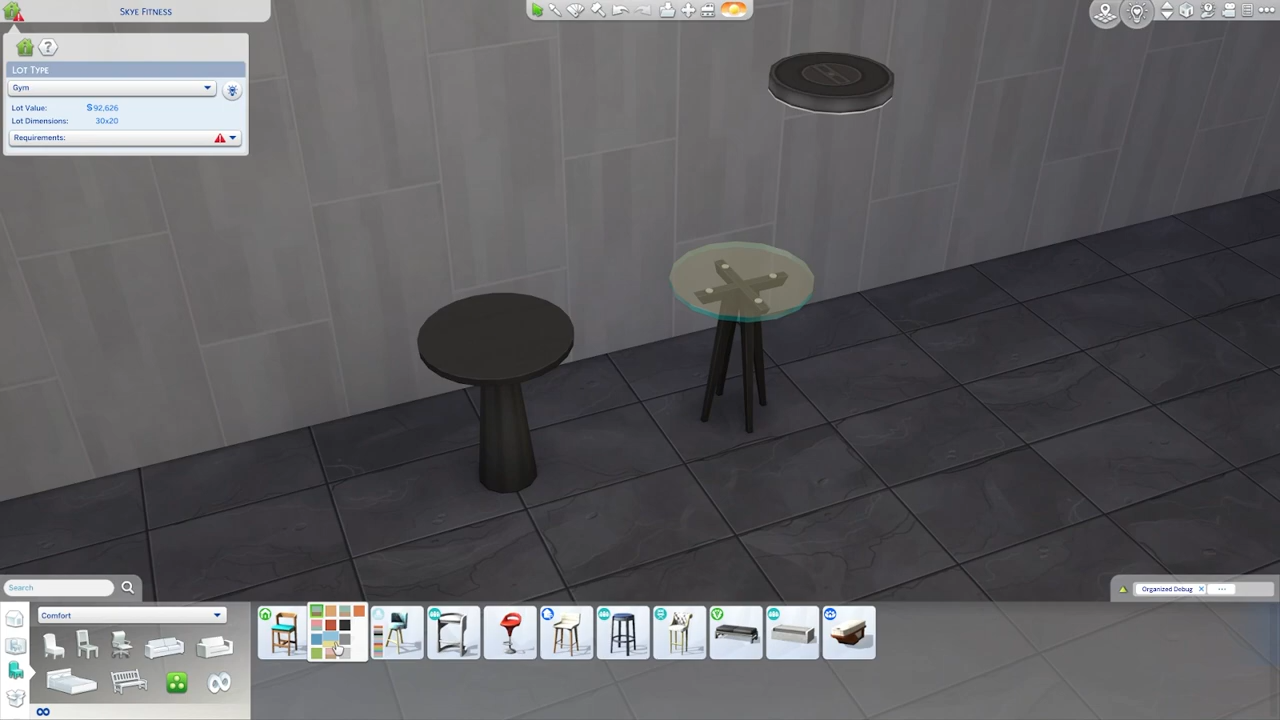 SKYE FITNESS
LOT TYPE
Gym
Lot Value: §92,626
Lot Dimensions: 30x20
Requirements:
Search
Comfort
Organized Debug